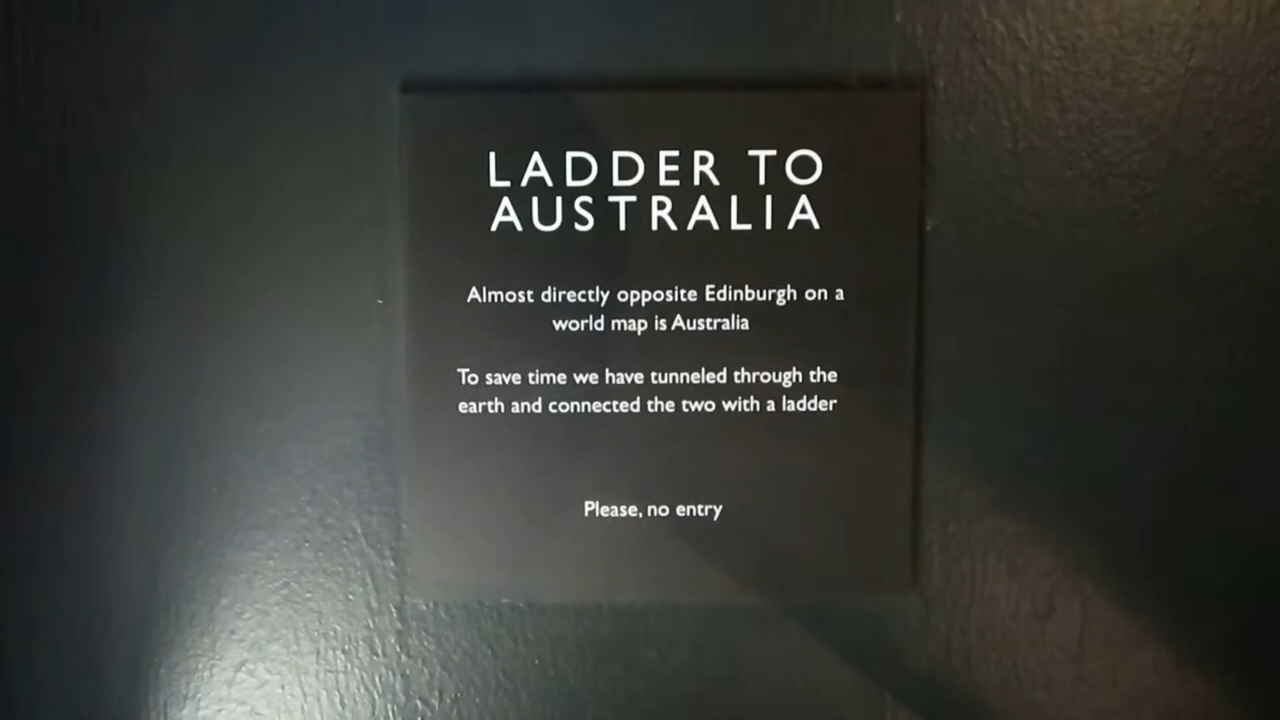 LADDER TO
AUSTRALIA
Almost directly opposite Edinburgh on a
world map is Australia
To save time we have tunneled through the
earth and connected the two with a ladder
Please, no entry